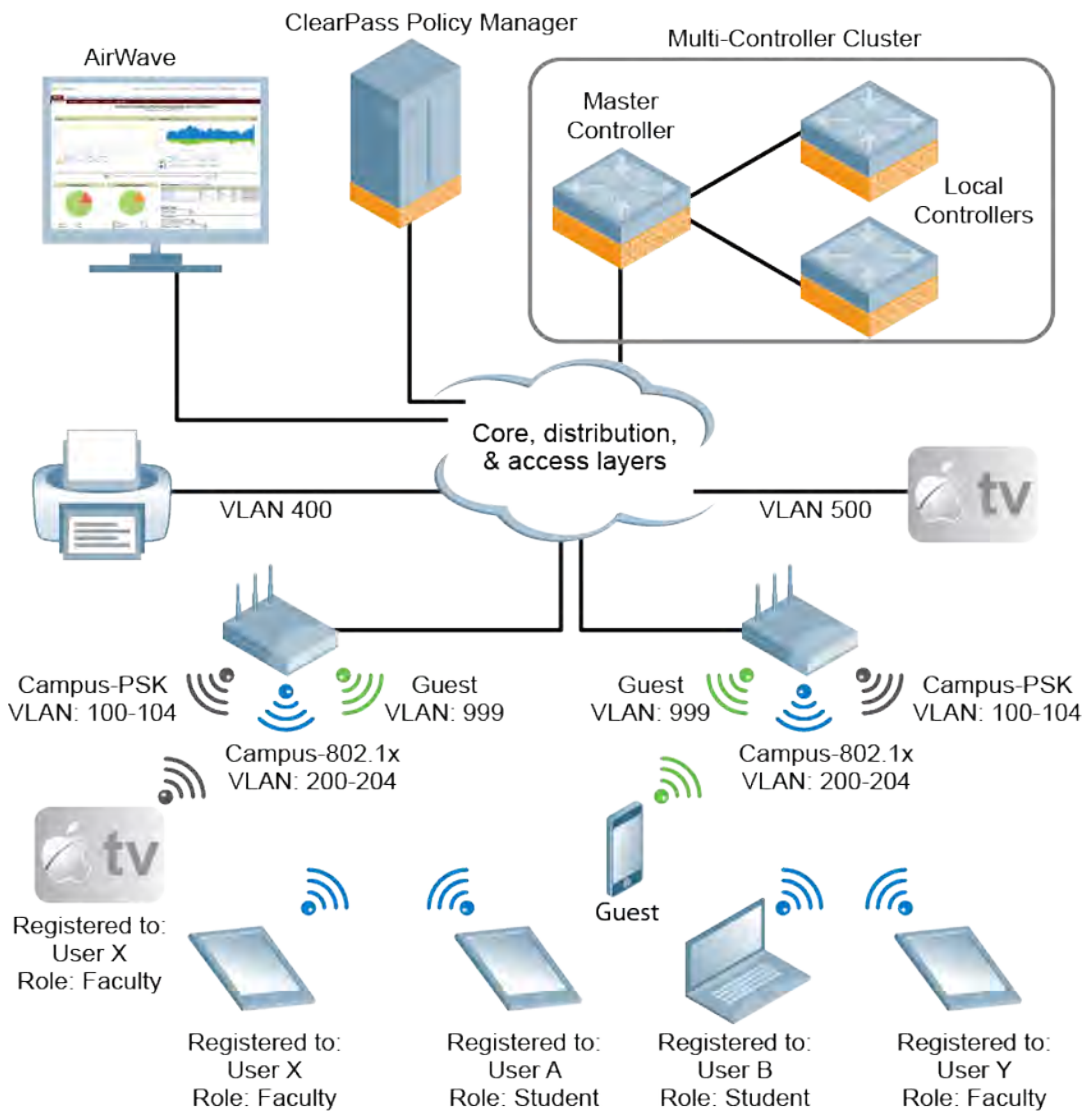 ClearPass Policy Manager
AirWave
Multi-Controller Cluster
Master
Controller
Local
Controllers
Core, distribution,
& access layers
VLAN 400
VLAN 500
tv
Campus-PSK
VLAN: 100-104
Guest
VLAN: 999
Guest
VLAN: 999
Campus-PSK
VLAN: 100-104
Campus-802.1x
VLAN: 200-204
Campus-802.1x
VLAN: 200-204
tv
Registered to:
User X
Role: Faculty
Guest
Registered to:
User X
Role: Faculty
Registered to:
User A
Role: Student
Registered to:
User B
Role: Student
Registered to:
User Y
Role: Faculty